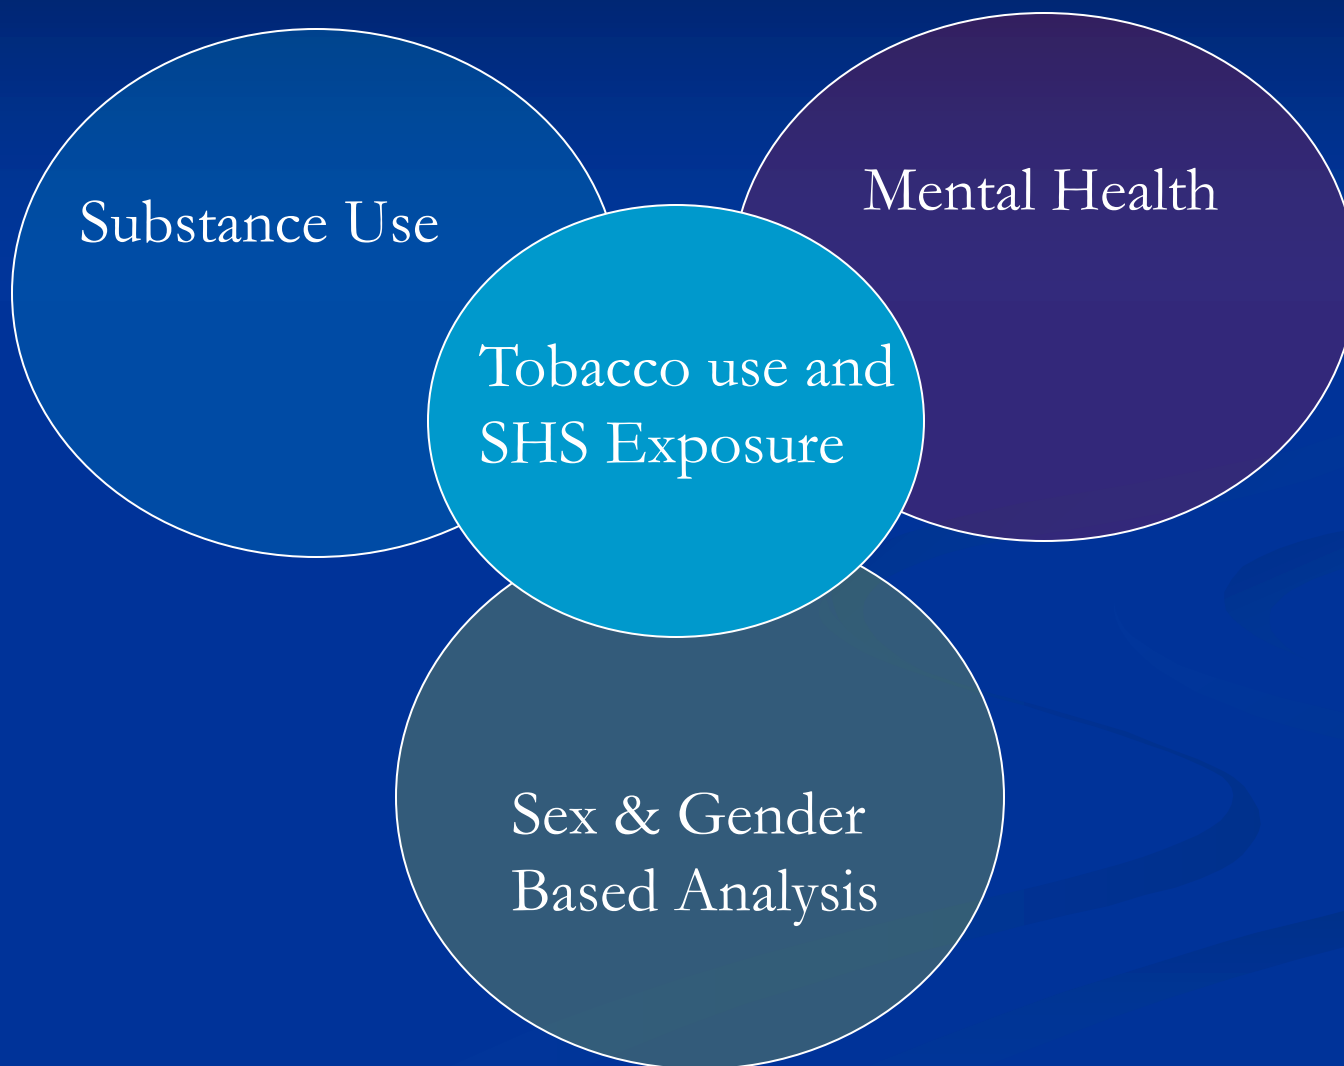 Substance Use
Mental Health
Tobacco use and
SHS Exposure
Sex & Gender
Based Analysis